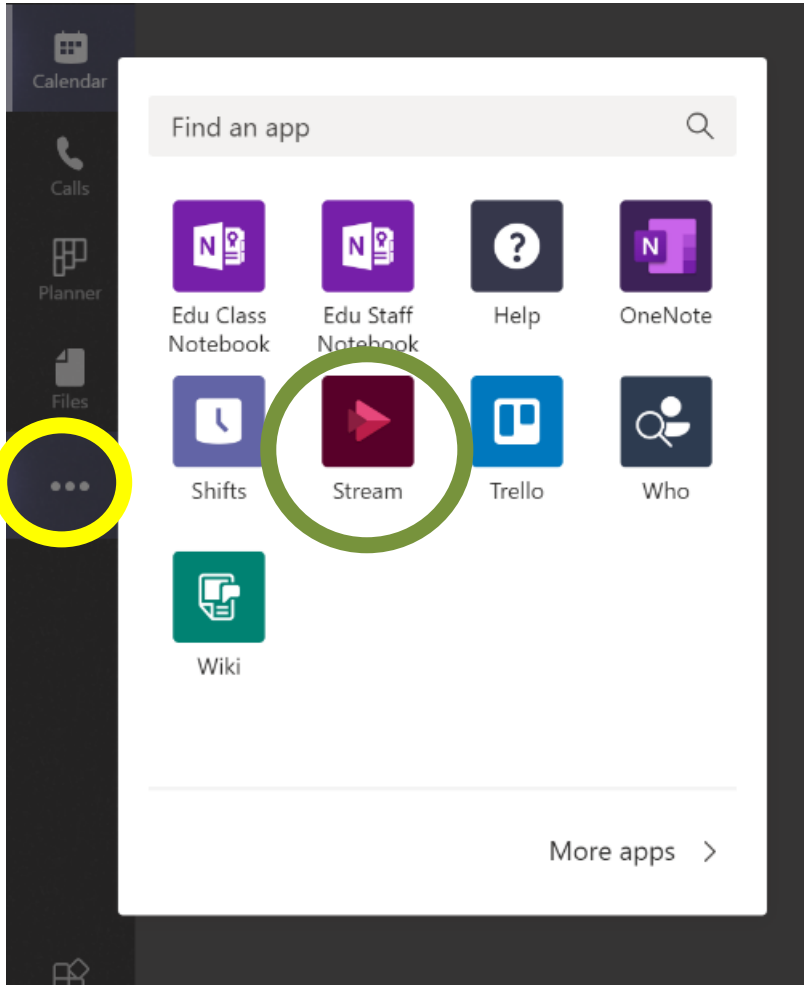 Calendar
Find an app
Calls
Planner
N
N
?
N
Edu Class
Notebook
Edu Staff
Notebook
Help
OneNote
Files
Shifts
Stream
Trello
Who
Wiki
More apps